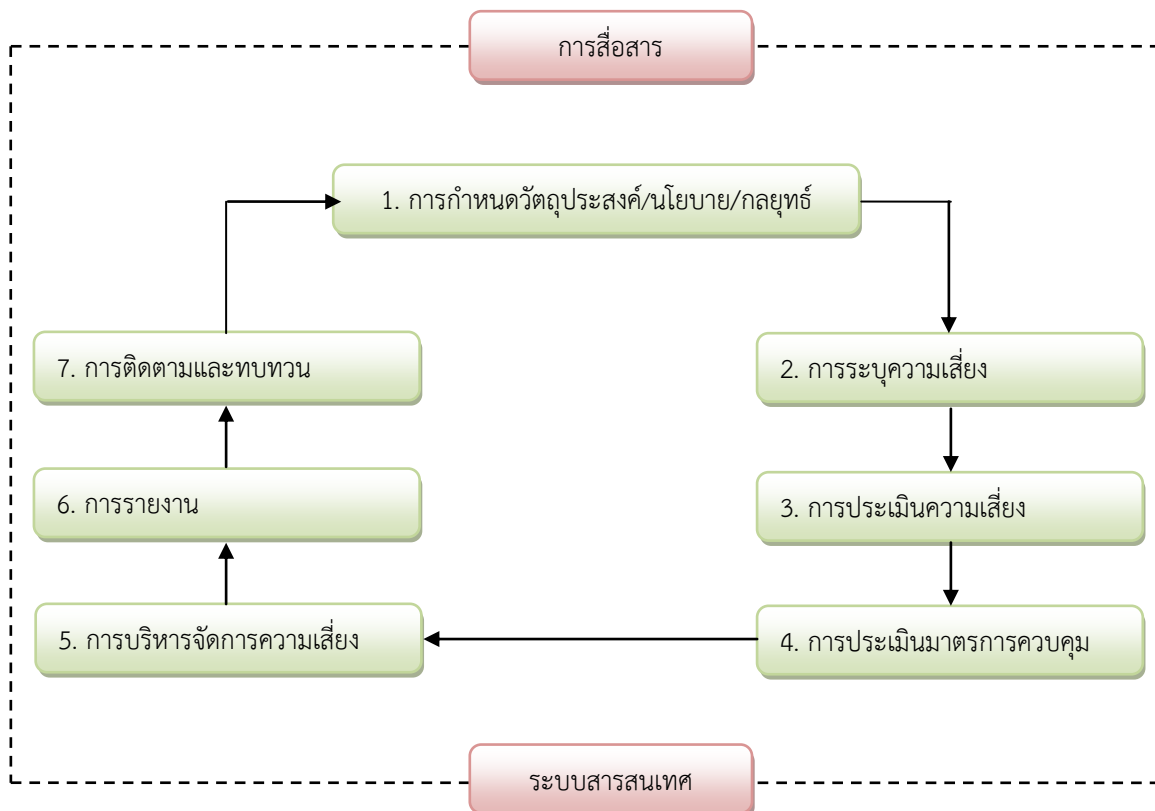 การสื่อสาร
1. การกำหนดวัตถุประสงค์/นโยบาย/กลยุทธ์
2. การระบุความเสี่ยง
3. การประเมินความเสี่ยง
4. การประเมินมาตรการควบคุม
5. การบริหารจัดการความเสี่ยง
6. การรายงาน
7. การติดตามและทบทวน
ระบบสารสนเทศ